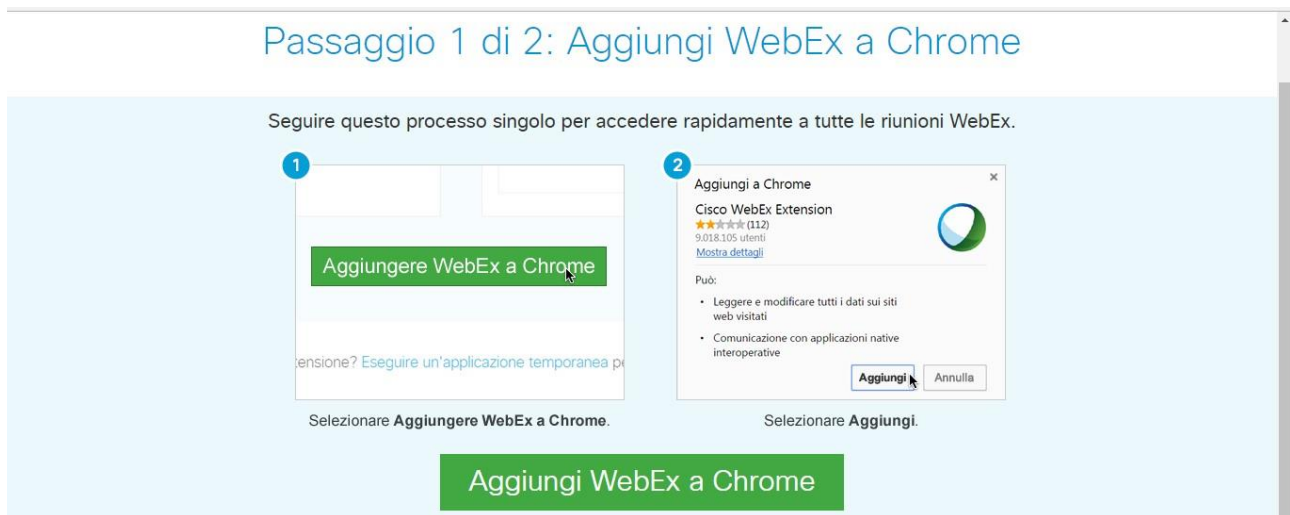 Passaggio 1 di 2: Aggiungi WebEx a Chrome
Seguire questo processo singolo per accedere rapidamente a tutte le riunioni WebEx.
1
Aggiungere WebEx a Chrome
tensione? Eseguire un'applicazione temporanea pe
Selezionare Aggiungere WebEx a Chrome.
2
Aggiungi a Chrome
Cisco WebEx Extension
(112)
9.018.105 utenti
Mostra dettagli
Può:
• Leggere e modificare tutti i dati sui siti
web visitati
• Comunicazione con applicazioni native
interoperative
Aggiungi Annulla
Selezionare Aggiungi.
Aggiungi WebEx a Chrome